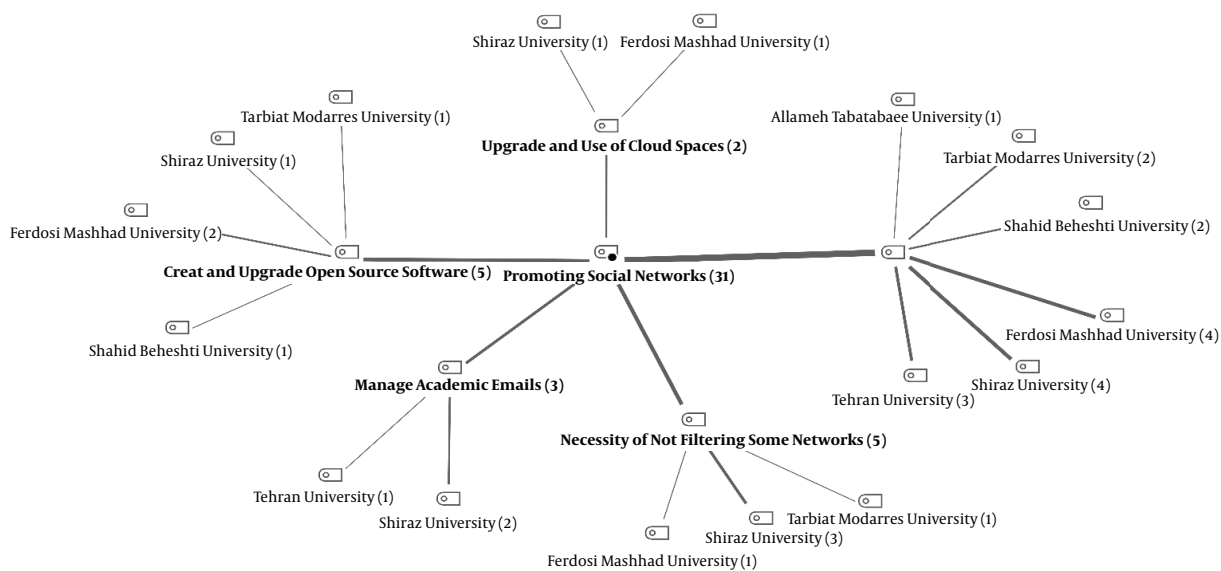 Shiraz University (1)
Ferdosi Mashhad University (1)
Tarbiat Modarres University (1)
Allameh Tabatabaee University (1)
Upgrade and Use of Cloud Spaces (2)
Shiraz University (1)
Tarbiat Modarres University (2)
Ferdosi Mashhad University (2)
Shahid Beheshti University (2)
Creat and Upgrade Open Source Software (5)
Promoting Social Networks (31)
Shahid Beheshti University (1)
Ferdosi Mashhad University (4)
Manage Academic Emails (3)
Shiraz University (4)
Tehran University (3)
Necessity of Not Filtering Some Networks (5)
Tehran University (1)
Shiraz University (2)
Tarbiat Modarres University (1)
Shiraz University (3)
Ferdosi Mashhad University (1)